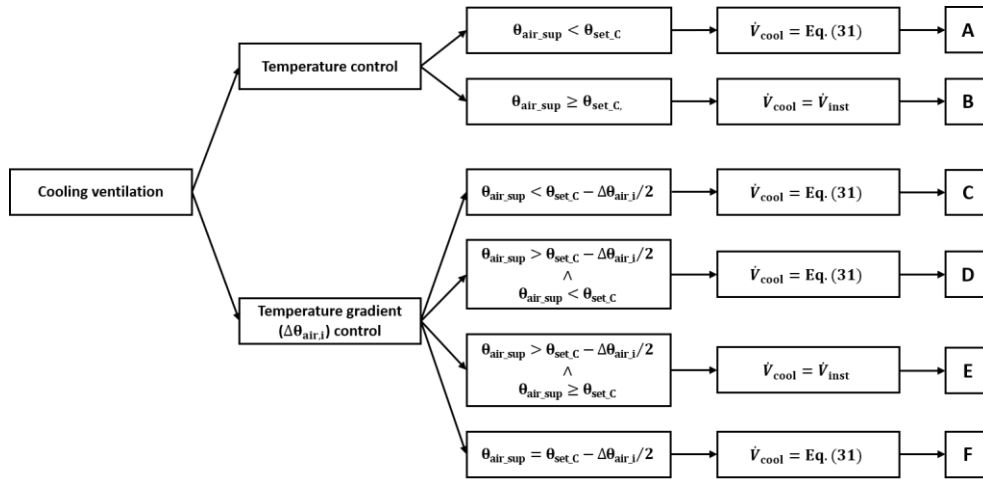 Cooling ventilation
Temperature control
θair_sup < θset_C
V̇cool = Eq. (31)
A
θair_sup ≥ θset_C,
V̇cool = V̇inst
B
Temperature gradient
(Δθair,i) control
θair_sup < θset_C − Δθair_i/2
V̇cool = Eq. (31)
C
θair_sup > θset_C − Δθair_i/2
∧
θair_sup < θset_C
V̇cool = Eq. (31)
D
θair_sup > θset_C − Δθair_i/2
∧
θair_sup ≥ θset_C
V̇cool = V̇inst
E
θair_sup = θset_C − Δθair_i/2
V̇cool = Eq. (31)
F